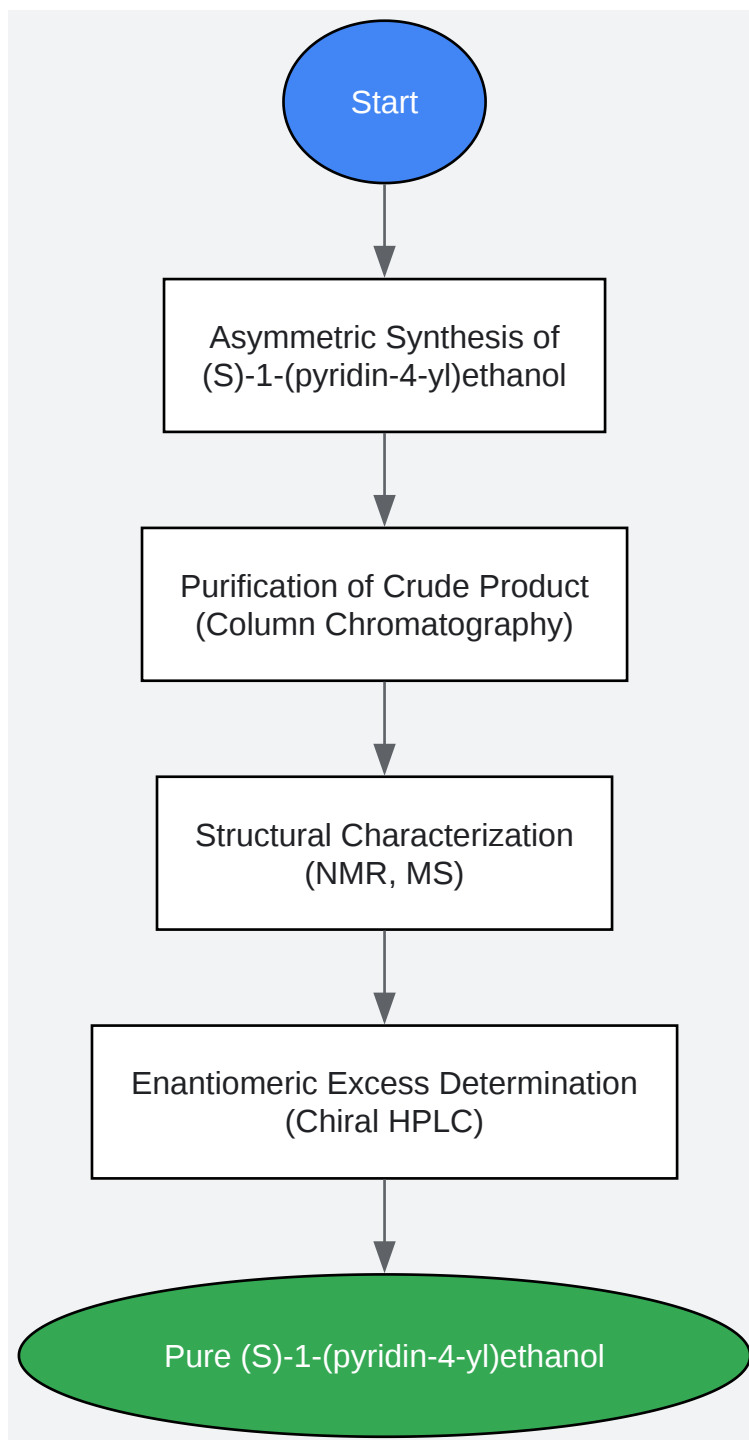 Start
Asymmetric Synthesis of
(S)-1-(pyridin-4-yl)ethanol
Purification of Crude Product
(Column Chromatography)
Structural Characterization
(NMR, MS)
Enantiomeric Excess Determination
(Chiral HPLC)
Pure (S)-1-(pyridin-4-yl)ethanol